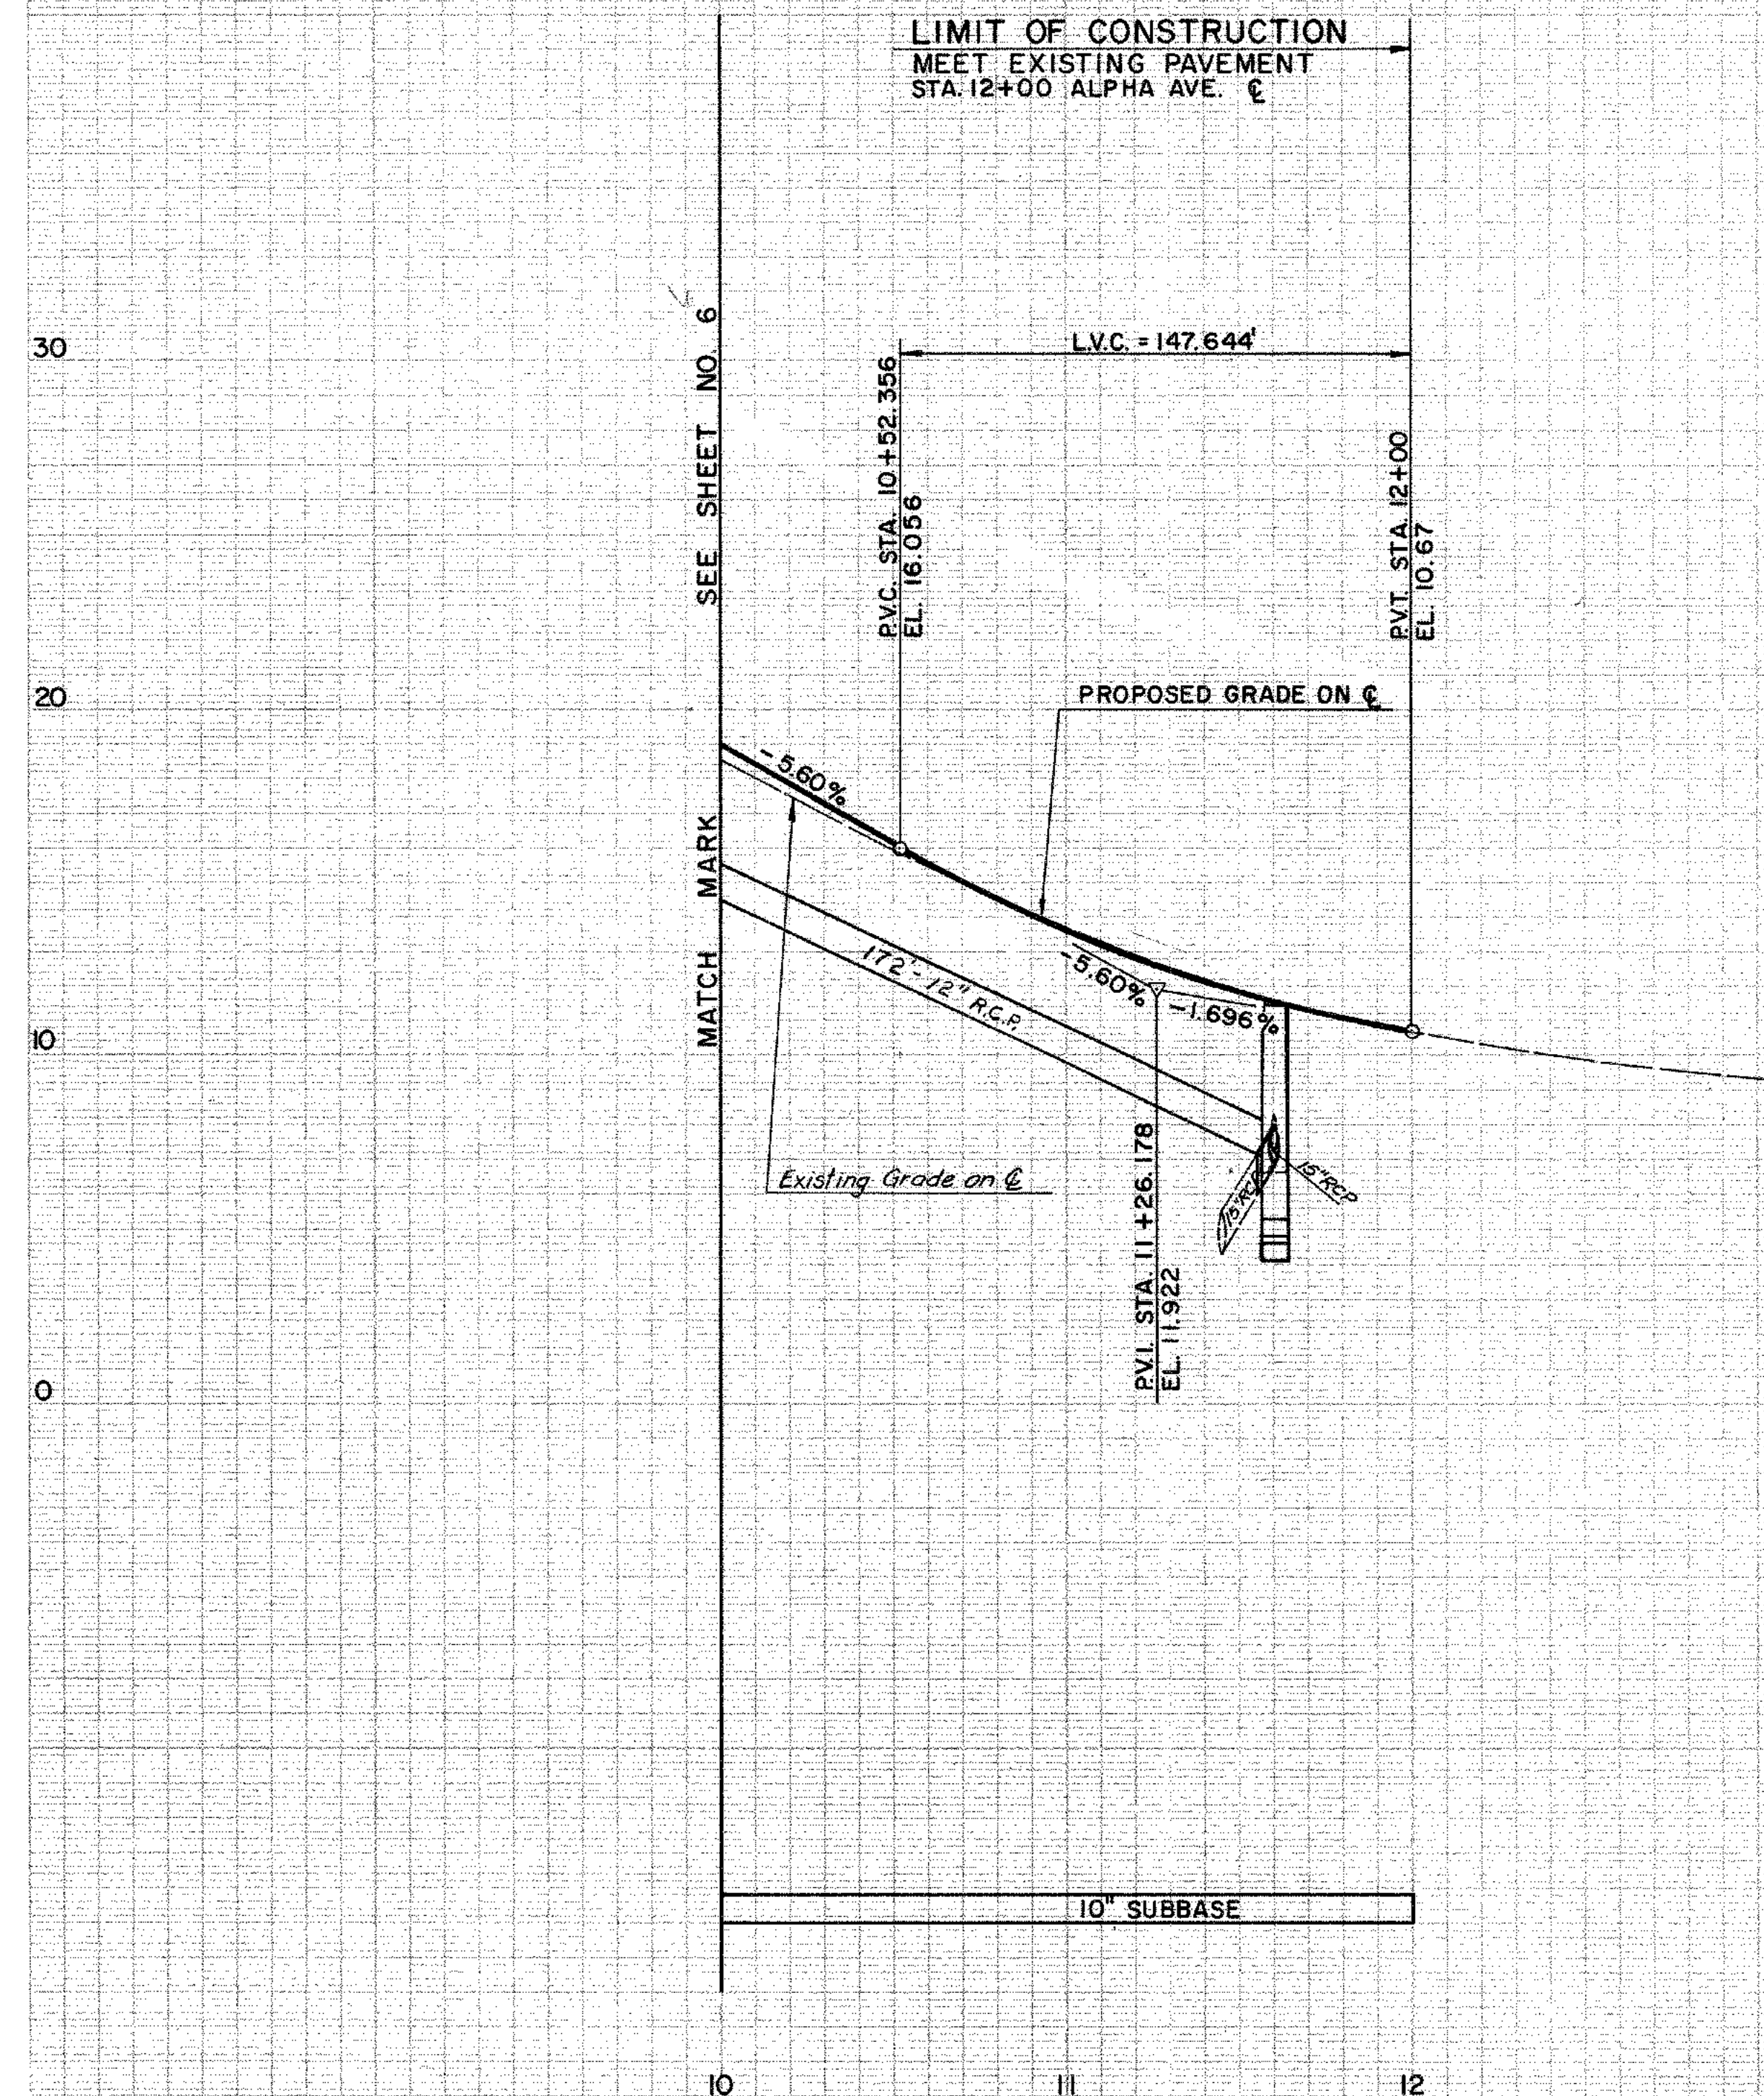 LIMIT OF CONSTRUCTION
MEET EXISTING PAVEMENT
STA. 12+00 ALPHA AVE. ℄
30
SEE SHEET NO. 6
L.V.C. = 147.644'
P.V.C. STA. 10+52.356
EL. 16.056
P.V.T. STA. 12+00
EL. 10.67
20
PROPOSED GRADE ON ℄
-5.60%
MATCH MARK
172'-12" R.C.P.
-5.60%
-1.696%
10
Existing Grade on ℄
P.V.I. STA. 11+26.178
EL. 11.922
15"RCP
15"RCP
0
10" SUBBASE
10
11
12